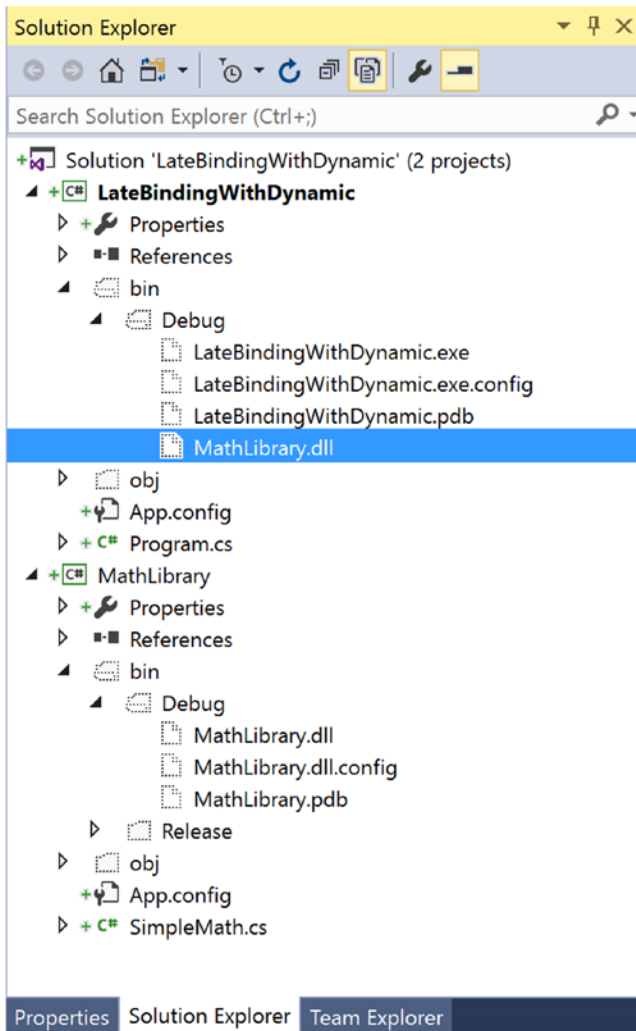 Solution Explorer
Search Solution Explorer (Ctrl+;)
Solution 'LateBindingWithDynamic' (2 projects)
C# LateBindingWithDynamic
Properties
References
bin
Debug
LateBindingWithDynamic.exe
LateBindingWithDynamic.exe.config
LateBindingWithDynamic.pdb
MathLibrary.dll
obj
App.config
C# Program.cs
C# MathLibrary
Properties
References
bin
Debug
MathLibrary.dll
MathLibrary.dll.config
MathLibrary.pdb
Release
obj
App.config
C# SimpleMath.cs
Properties Solution Explorer Team Explorer